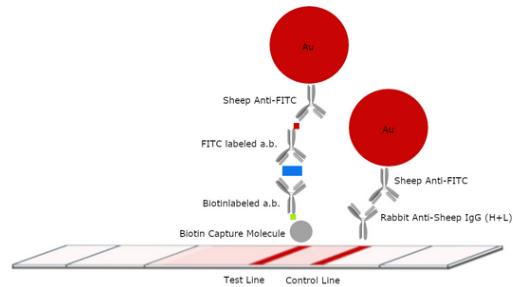 Au
Sheep Anti-FITC
Au
FITC labeled a.b.
Sheep Anti-FITC
Biotinlabeled a.b.
Rabbit Anti-Sheep IgG (H+L)
Biotin Capture Molecule
Test Line
Control Line